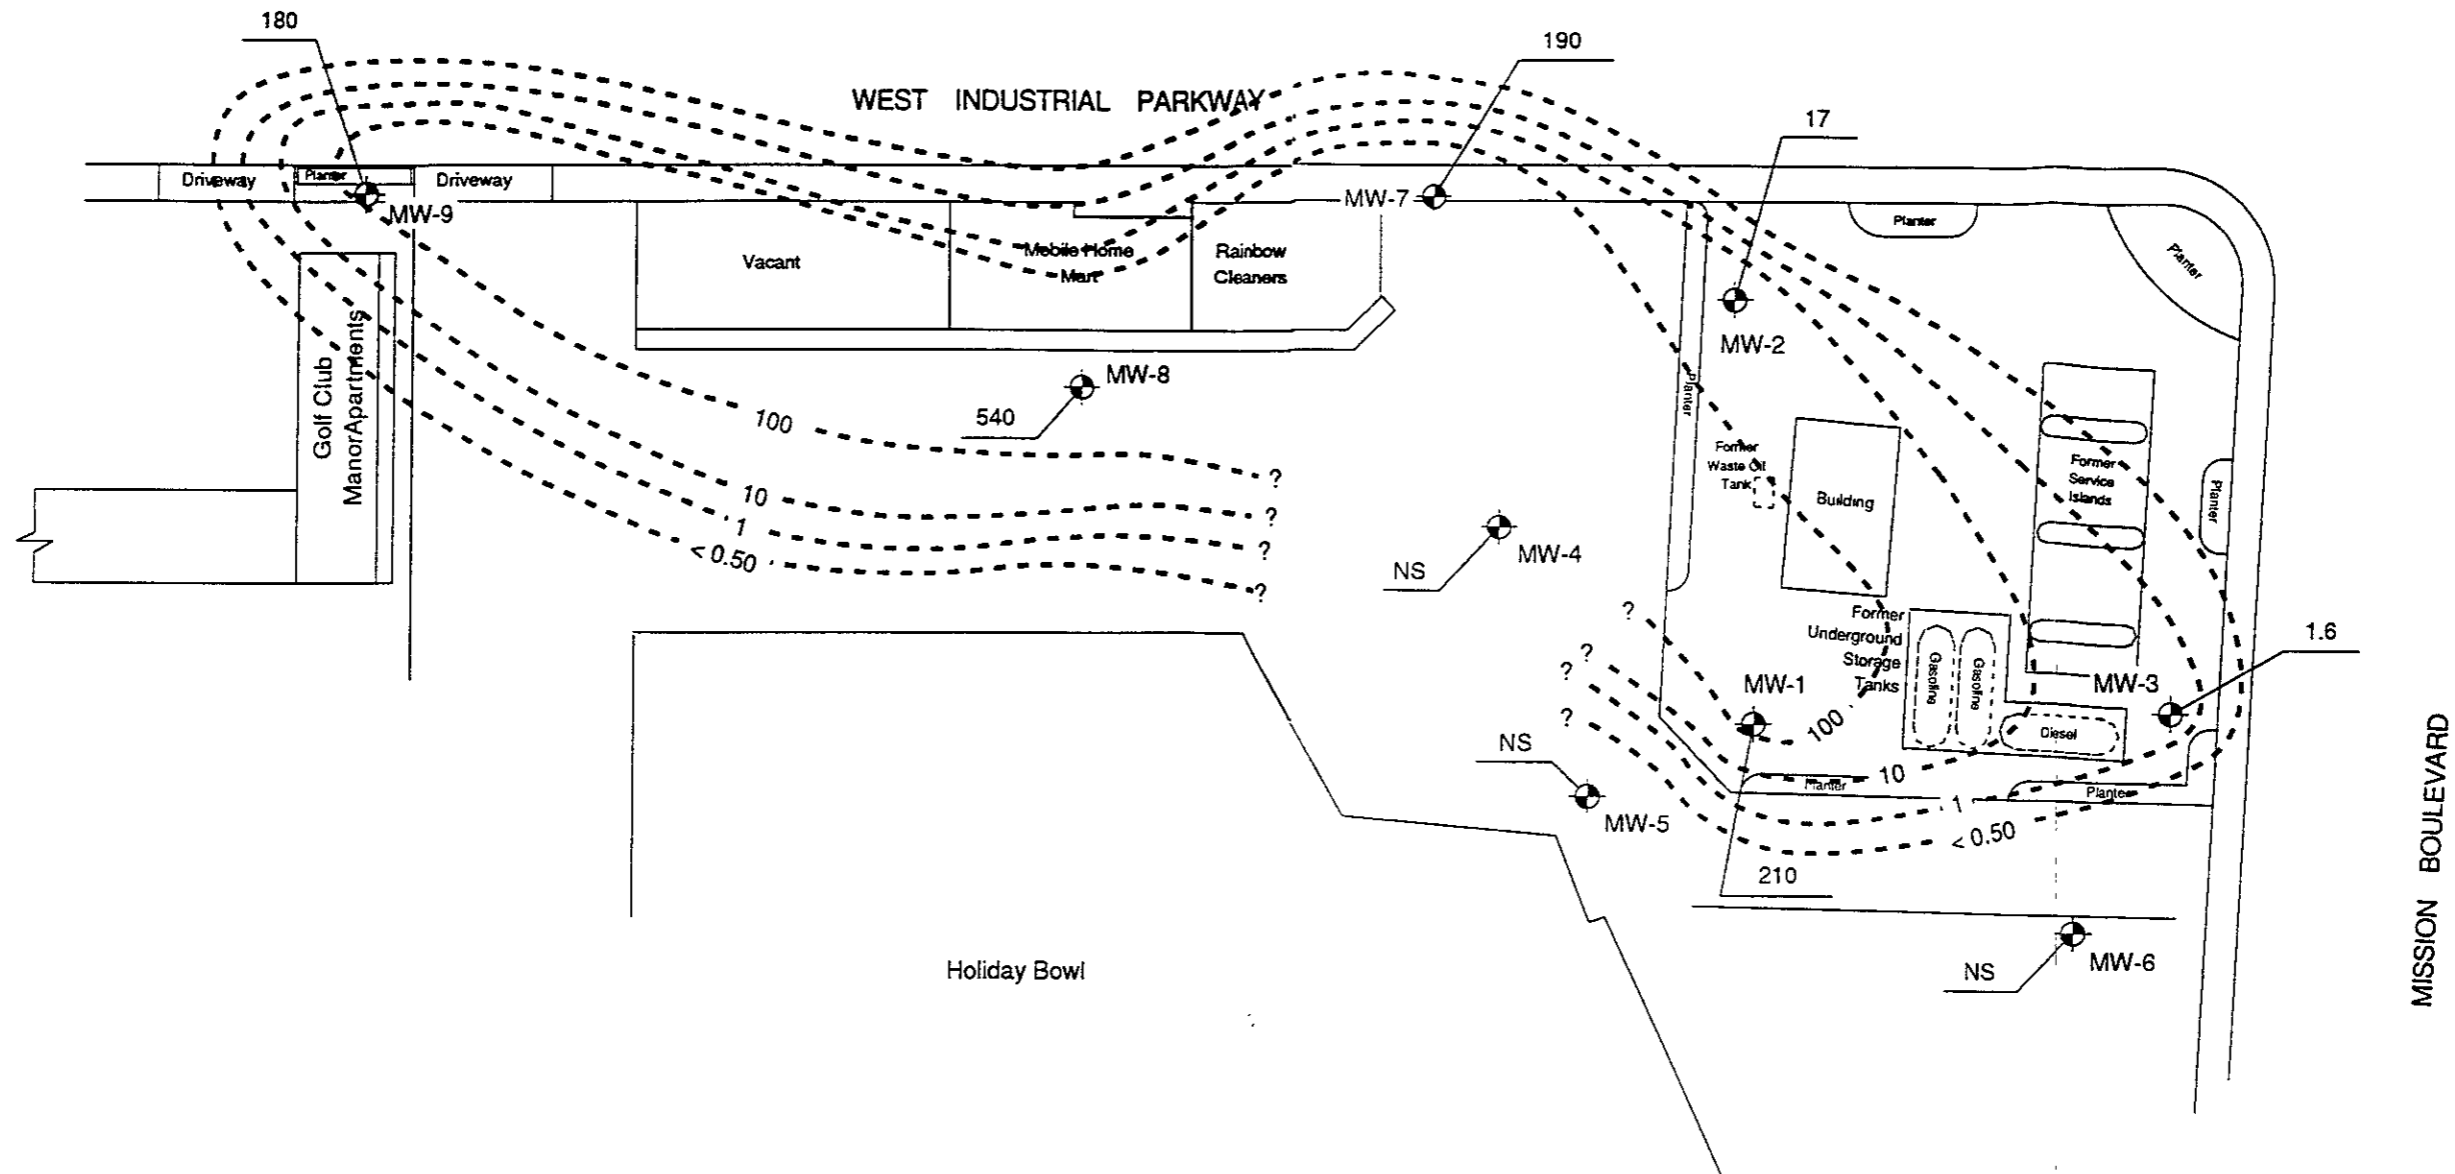 180
190
WEST INDUSTRIAL PARKWAY
17
Driveway
Planter
Driveway
MW-9
MW-7
Planter
Planter
Vacant
Mobile Home
Mart
Rainbow
Cleaners
MW-2
Golf Club
ManorApartments
MW-8
540
100
Planter
Former
Waste Oil
Tank
Building
Former
Service
Islands
Planter
?
10
?
1
?
< 0.50
?
MW-4
NS
?
?
?
?
Former
Underground
Storage
Tanks
Gasoline
Gasoline
Diesel
1.6
MW-1
MW-3
100
10
Planter
1
Planter
< 0.50
NS
MW-5
210
MISSION BOULEVARD
Holiday Bowl
NS
MW-6